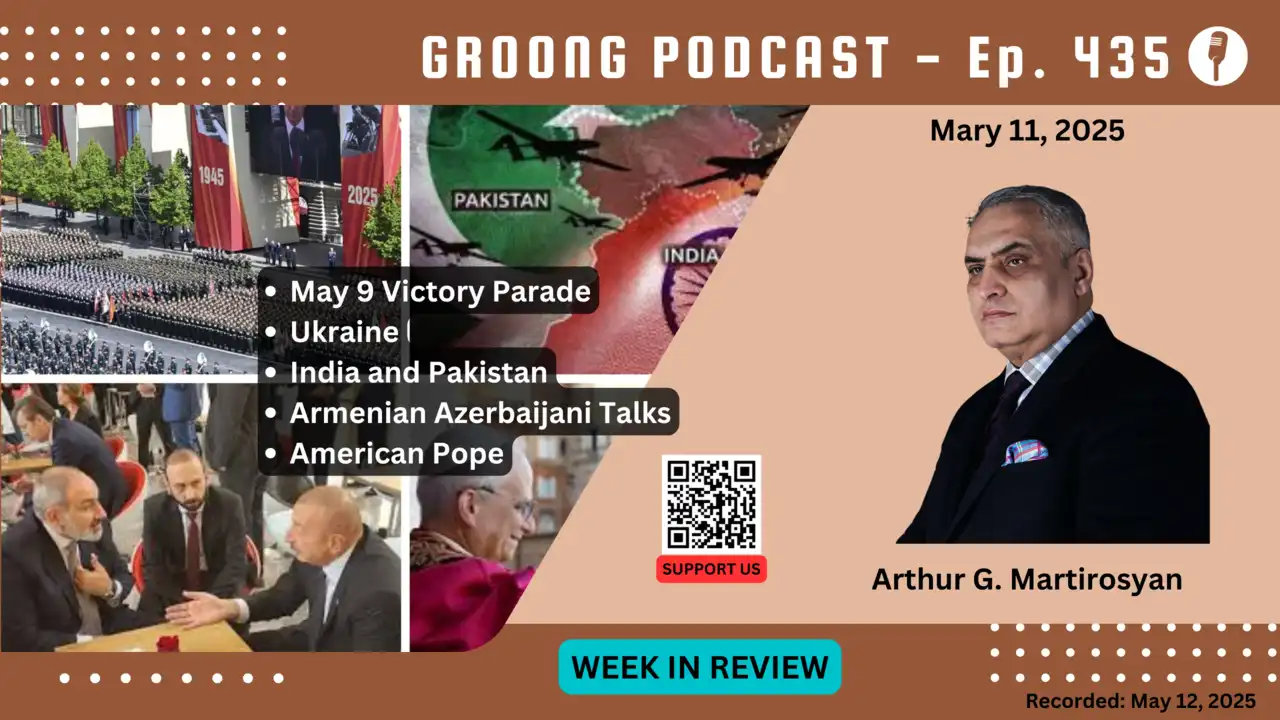 GROONG PODCAST - Ep. 435
Mary 11, 2025
1945
2025
PAKISTAN
INDIA
• May 9 Victory Parade
• Ukraine
• India and Pakistan
• Armenian Azerbaijani Talks
• American Pope
SUPPORT US
Arthur G. Martirosyan
WEEK IN REVIEW
Recorded: May 12, 2025